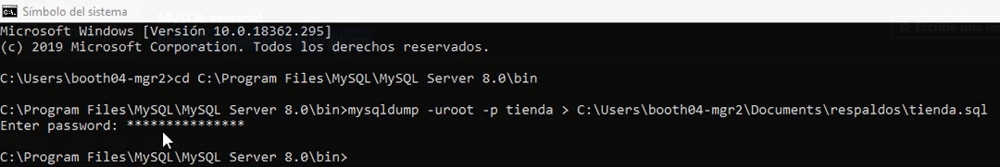 Símbolo del sistema
Microsoft Windows [Versión 10.0.18362.295]
(c) 2019 Microsoft Corporation. Todos los derechos reservados.
C:\Users\booth04-mgr2>cd C:\Program Files\MySQL\MySQL Server 8.0\bin
C:\Program Files\MySQL\MySQL Server 8.0\bin>mysqldump -uroot -p tienda > C:\Users\booth04-mgr2\Documents\respaldos\tienda.sql
Enter password: ***************
C:\Program Files\MySQL\MySQL Server 8.0\bin>